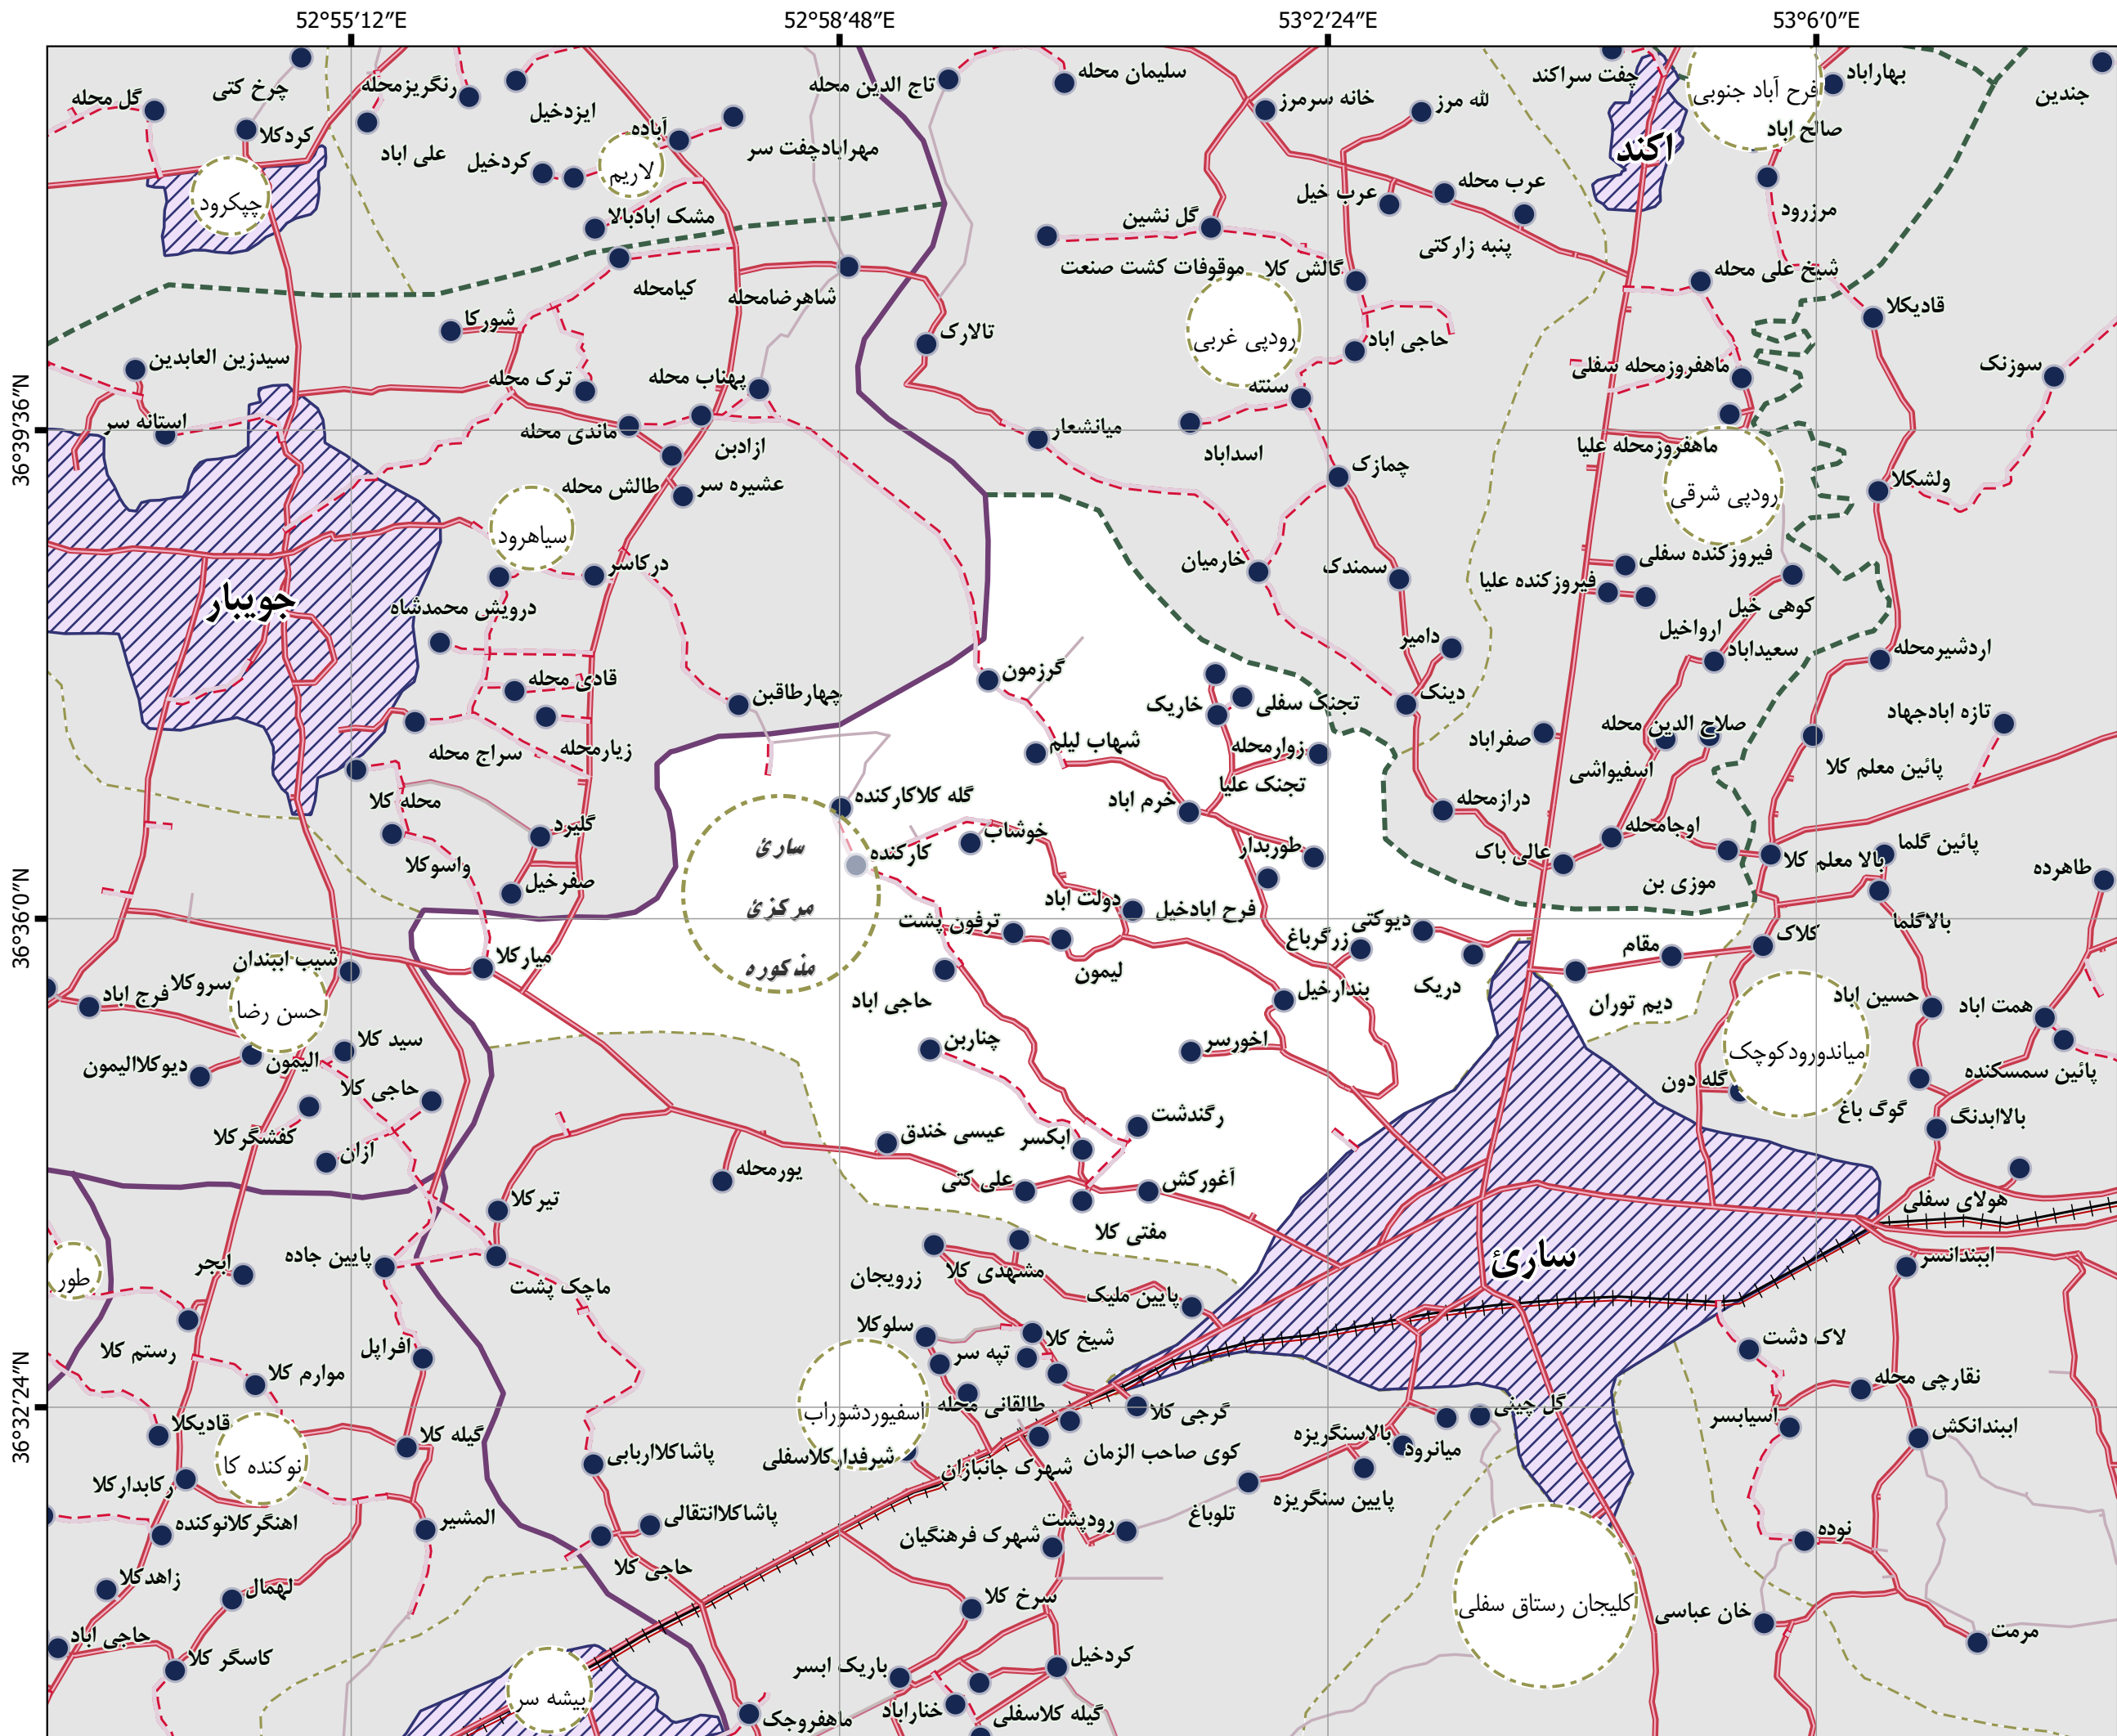 52°55′12″E
52°58′48″E
53°2′24″E
53°6′0″E
36°39′36″N
36°36′0″N
36°32′24″N
چرخ کتی
رنگریزمحله
گل محله
کردکلا
علی اباد
ایزدخیل
آباده
کردخیل
لاریم
مهرابادچفت سر
تاج الدین محله
سلیمان محله
خانه سرمرز
لله مرز
چفت سراکند
فرح آباد جنوبی
بهاراباد
جندین
صالح اباد
اکند
چپکرود
مشک ابادبالا
گل نشین
عرب خیل
عرب محله
پنبه زارکتی
مرزرود
کیامحله
شاهرضامحله
موقوفات کشت صنعت
گالش کلا
شیخ علی محله
قادیکلا
شورکا
تالارک
رودپی غربی
حاجی اباد
سیدزین العابدین
ترک محله
پهناب محله
سنته
ماهفروزمحله سفلی
سوزنک
استانه سر
ماندی محله
ازادبن
میانشعار
اسداباد
ماهفروزمحله علیا
چمازک
طالش محله
عشیره سر
رودپی شرقی
ولشکلا
سیاهرود
درکاسر
خارمیان
سمندک
فیروزکنده سفلی
فیروزکنده علیا
جویبار
درویش محمدشاه
کوهی خیل
ارواخیل
دامیر
سعیداباد
اردشیرمحله
قادی محله
چهارطاقبن
گرزمون
خاریک
تجنک سفلی
دینک
سراج محله
زیارمحله
شهاب لیلم
زوارمحله
صفراباد
صلاح الدین محله
تازه ابادجهاد
اسفیواشی
پائین معلم کلا
تجنک علیا
محله کلا
گله کلاکارکنده
خرم اباد
درازمحله
گلیرد
خوشاب
اوجامحله
واسوکلا
سارئ
مرکزئ
مذکوره
کارکنده
طوربدار
عالی باک
بالا معلم کلا
پائین گلما
طاهرده
صفرخیل
دولت اباد
فرح ابادخیل
موزی بن
ترفون پشت
زرگرباغ
دیوکتی
بالاگلما
کلاک
مقام
شیب اببندان
میارکلا
لیمون
بندارخیل
دریک
دیم توران
سروکلا
فرج اباد
حسن رضا
حاجی اباد
حسین اباد
همت اباد
میاندورودکوچک
سید کلا
الیمون
دیوکلاالیمون
چنارین
اخورسر
گله دون
پائین سمسکنده
حاجی کلا
گوگ باغ
بالاابدنگ
کفشگرکلا
ازان
عیسی خندق
ابکسر
رگندشت
یورمحله
علی کتی
آغورکش
هولای سفلی
تیرکلا
مفتی کلا
سارئ
ابجر
پایین جاده
ماچک پشت
زرویجان
مشهدی کلا
اببندانسر
طور
پایین ملیک
رستم کلا
افراپل
سلوکلا
شیخ کلا
تپه سر
لاک دشت
موارم کلا
نقارچی محله
اسفیوردشوراب
طالقانی محله
گرجی کلا
گل چینی
اسیابسر
قادیکلا
گیله کلا
پاشاکلااربابی
شرفدارکلاسفلی
شهرک جانبازان
کوی صاحب الزمان
بالاسنگریزه
میانرود
اببندانکش
نوکنده کا
رکابدارکلا
پایین سنگریزه
تلوباغ
اهنگرکلانوکنده
المشیر
پاشاکلاانتقالی
رودپشت
شهرک فرهنگیان
نوده
حاجی کلا
زاهدکلا
لهمال
سرخ کلا
کلیجان رستاق سفلی
خان عباسی
مرمت
حاجی اباد
کاسگر کلا
باریک ابسر
کردخیل
بیشه سر
ماهفروجک
خناراباد
گیله کلاسفلی